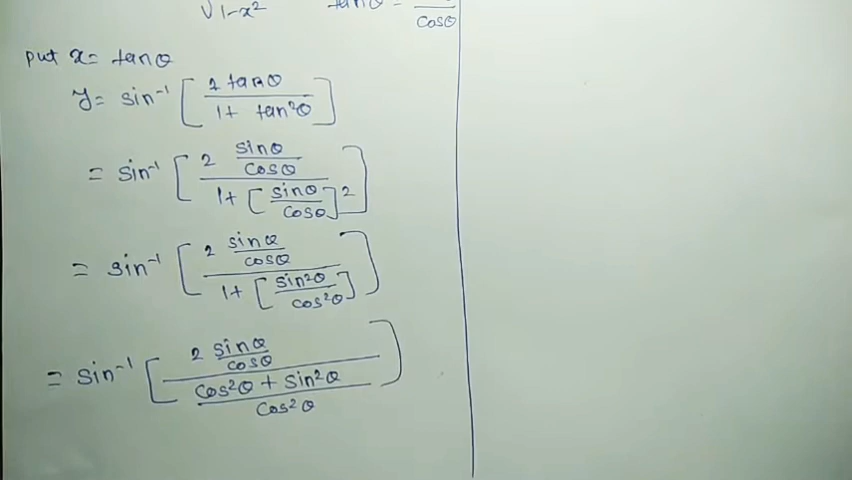 √1-x² tanθ = /cosθ
put x= tanθ
y= sin⁻¹ [ 2 tanθ / 1+ tan²θ ]
= sin⁻¹ [ 2 sinθ/cosθ / 1+ [ sinθ/cosθ ]² ]
= sin⁻¹ [ 2 sinθ/cosθ / 1+ [ sin²θ/cos²θ ] ]
= sin⁻¹ [ 2 sinθ/cosθ / cos²θ + sin²θ / cos²θ ]